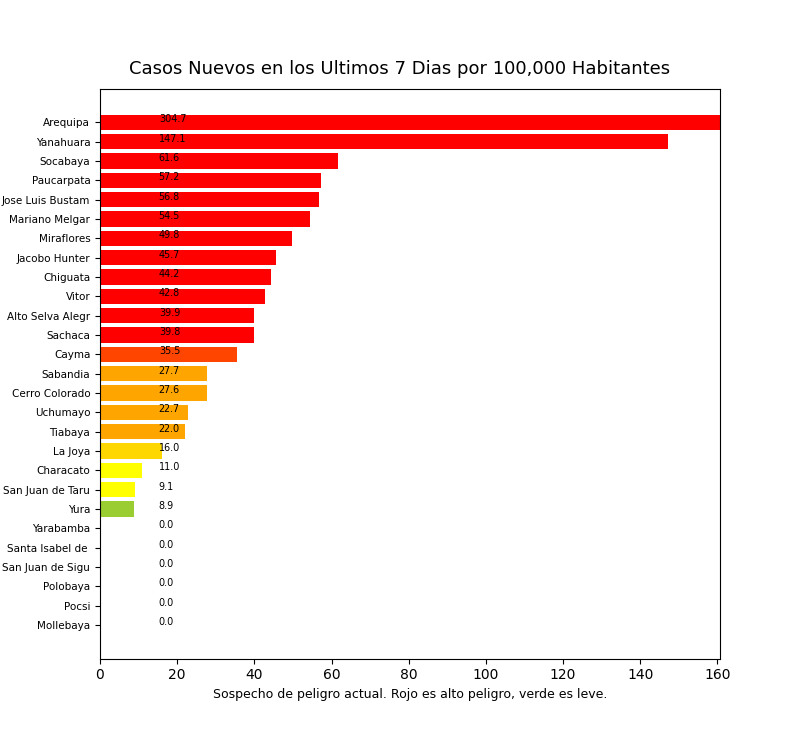 Casos Nuevos en los Ultimos 7 Dias por 100,000 Habitantes
Arequipa 304.7
Yanahuara 147.1
Socabaya 61.6
Paucarpata 57.2
Jose Luis Bustam 56.8
Mariano Melgar 54.5
Miraflores 49.8
Jacobo Hunter 45.7
Chiguata 44.2
Vitor 42.8
Alto Selva Alegr 39.9
Sachaca 39.8
Cayma 35.5
Sabandia 27.7
Cerro Colorado 27.6
Uchumayo 22.7
Tiabaya 22.0
La Joya 16.0
Characato 11.0
San Juan de Taru 9.1
Yura 8.9
Yarabamba 0.0
Santa Isabel de 0.0
San Juan de Sigu 0.0
Polobaya 0.0
Pocsi 0.0
Mollebaya 0.0
0 20 40 60 80 100 120 140 160
Sospecho de peligro actual. Rojo es alto peligro, verde es leve.